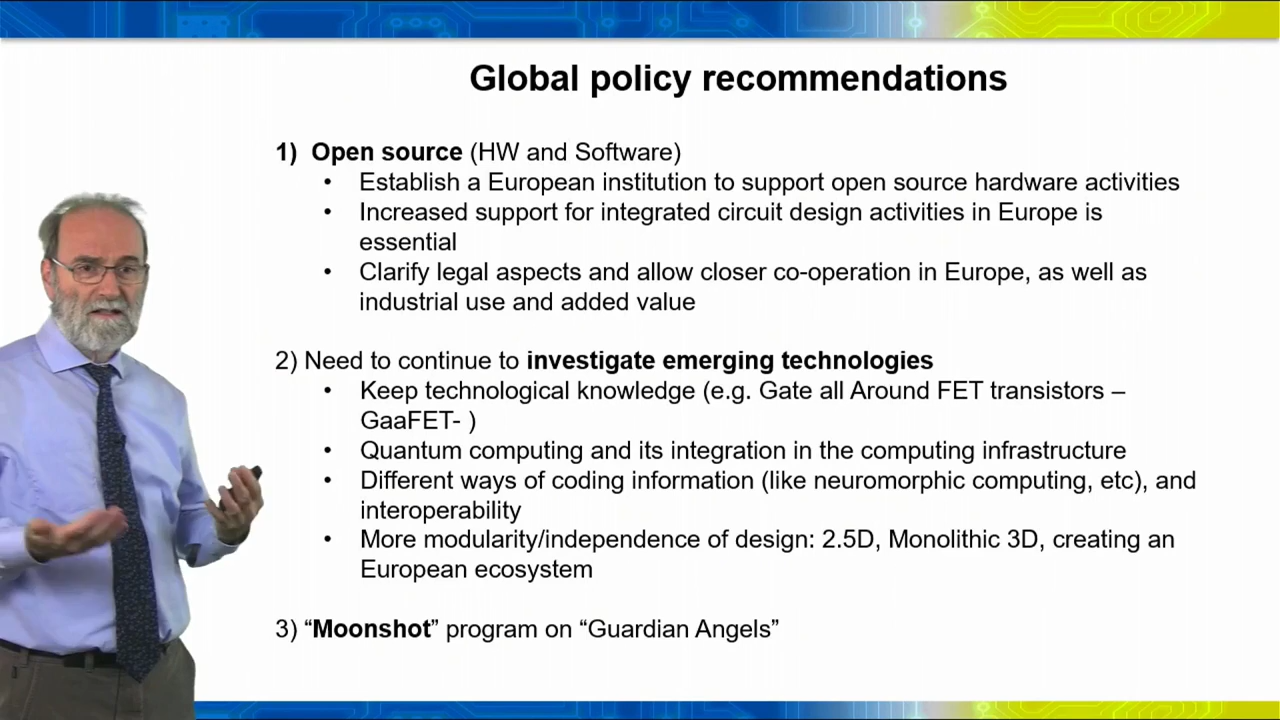 Global policy recommendations
1) Open source (HW and Software)
• Establish a European institution to support open source hardware activities
• Increased support for integrated circuit design activities in Europe is
essential
• Clarify legal aspects and allow closer co-operation in Europe, as well as
industrial use and added value
2) Need to continue to investigate emerging technologies
• Keep technological knowledge (e.g. Gate all Around FET transistors –
GaaFET- )
• Quantum computing and its integration in the computing infrastructure
• Different ways of coding information (like neuromorphic computing, etc), and
interoperability
• More modularity/independence of design: 2.5D, Monolithic 3D, creating an
European ecosystem
3) “Moonshot” program on “Guardian Angels”